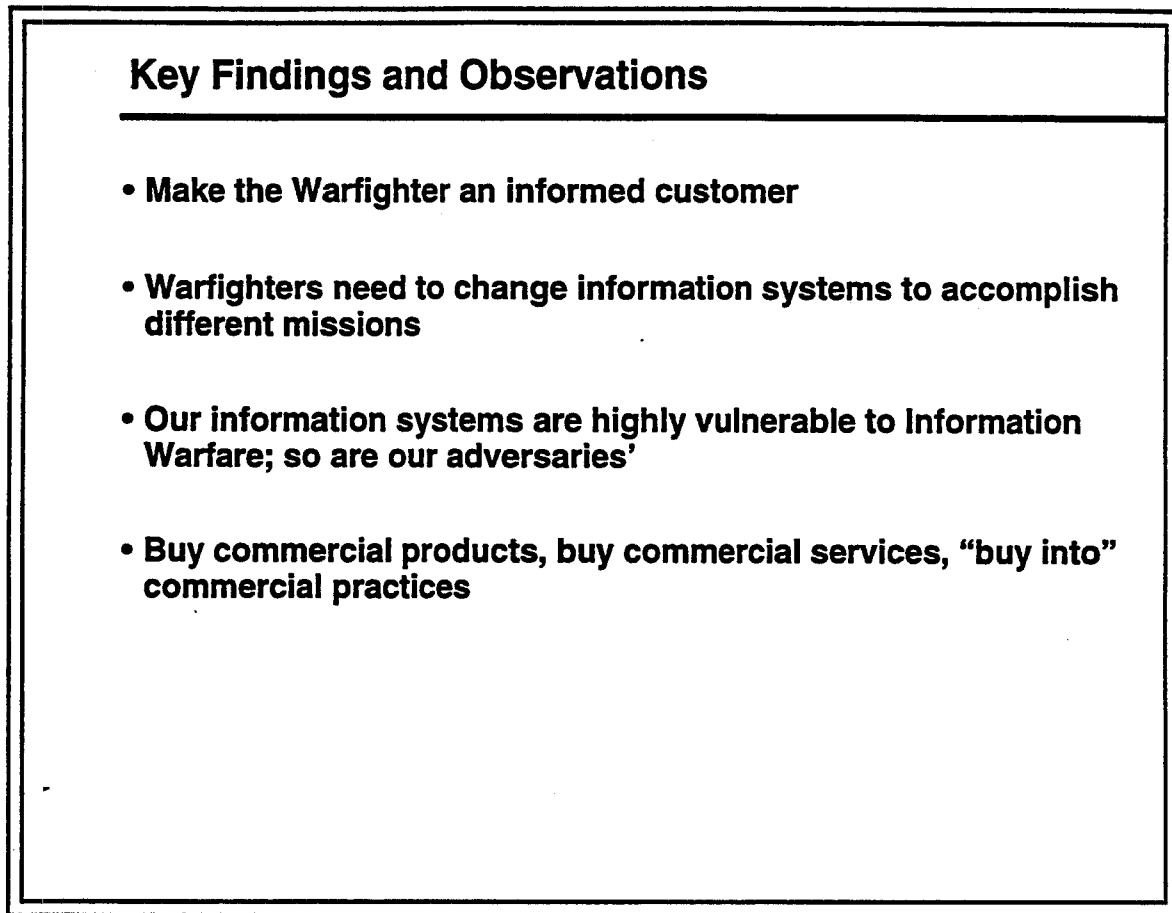 Key Findings and Observations
• Make the Warfighter an informed customer
• Warfighters need to change information systems to accomplish
different missions
• Our information systems are highly vulnerable to Information
Warfare; so are our adversaries’
• Buy commercial products, buy commercial services, “buy into”
commercial practices